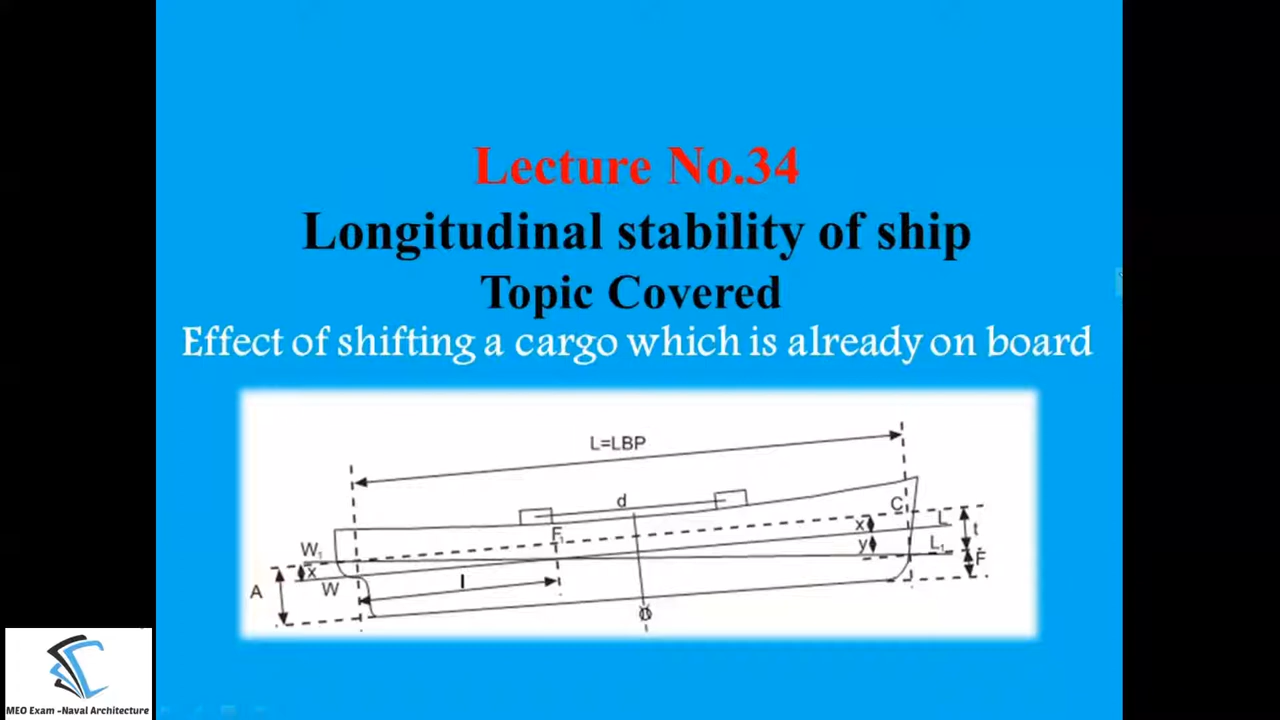 Lecture No.34
Longitudinal stability of ship
Topic Covered
Effect of shifting a cargo which is already on board
L=LBP
d
C
L
F₁
x
t
W₁
y
L₁
F
x
W
l
A
MEO Exam -Naval Architecture